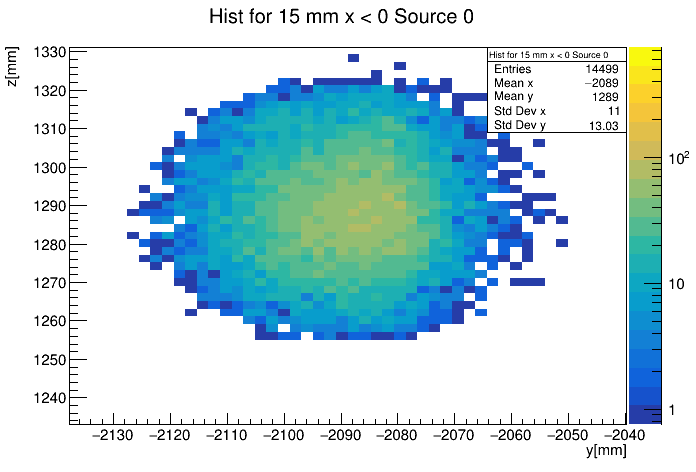 Hist for 15 mm x < 0 Source 0
z[mm]
1330
1320
1310
1300
1290
1280
1270
1260
1250
1240
Hist for 15 mm x < 0 Source 0
Entries 14499
Mean x −2089
Mean y 1289
Std Dev x 11
Std Dev y 13.03
10²
10
1
−2130 −2120 −2110 −2100 −2090 −2080 −2070 −2060 −2050 −2040
y[mm]